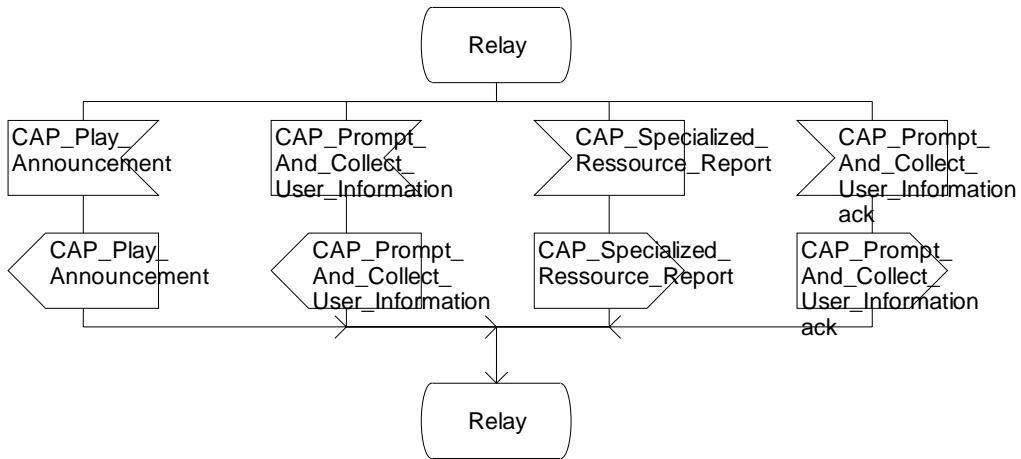 Relay
CAP_Play_
Announcement
CAP_Prompt_
And_Collect_
User_Information
CAP_Specialized_
Ressource_Report
CAP_Prompt_
And_Collect_
User_Information
ack
CAP_Play_
Announcement
CAP_Prompt_
And_Collect_
User_Information
CAP_Specialized_
Ressource_Report
CAP_Prompt_
And_Collect_
User_Information
ack
Relay